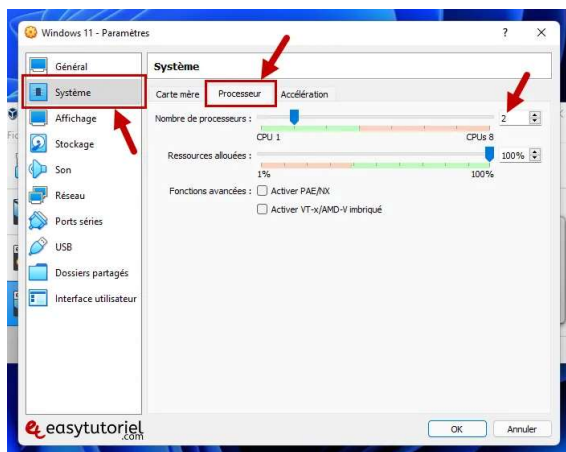 Windows 11 - Paramètres
? ×
Général
Système
Affichage
Stockage
Son
Réseau
Ports séries
USB
Dossiers partagés
Interface utilisateur
Système
Carte mère Processeur Accélération
Nombre de processeurs : 2
CPU 1 CPUs 8
Ressources allouées : 100%
1% 100%
Fonctions avancées : Activer PAE/NX
Activer VT-x/AMD-V imbriqué
easytutoriel
.com
OK Annuler